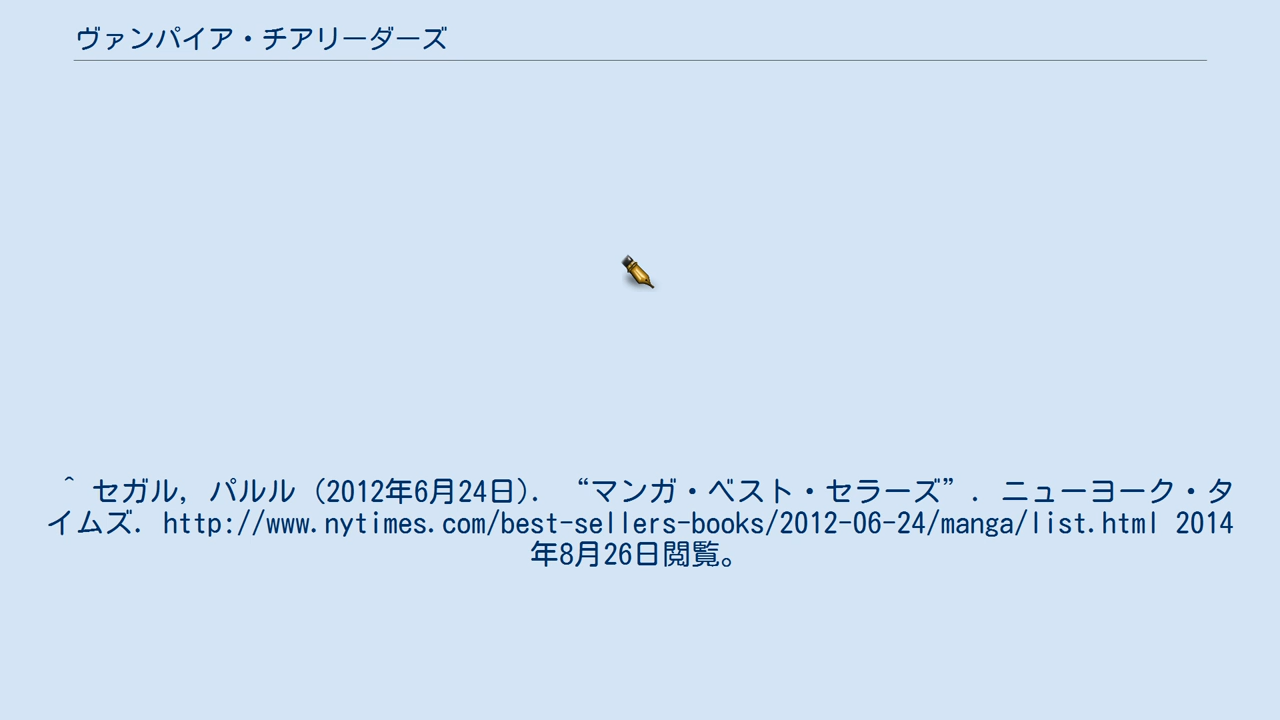 ヴァンパイア・チアリーダーズ
^ セガル, パルル (2012年6月24日). “マンガ・ベスト・セラーズ”. ニューヨーク・タ
イムズ. http://www.nytimes.com/best-sellers-books/2012-06-24/manga/list.html 2014
年8月26日閲覧。